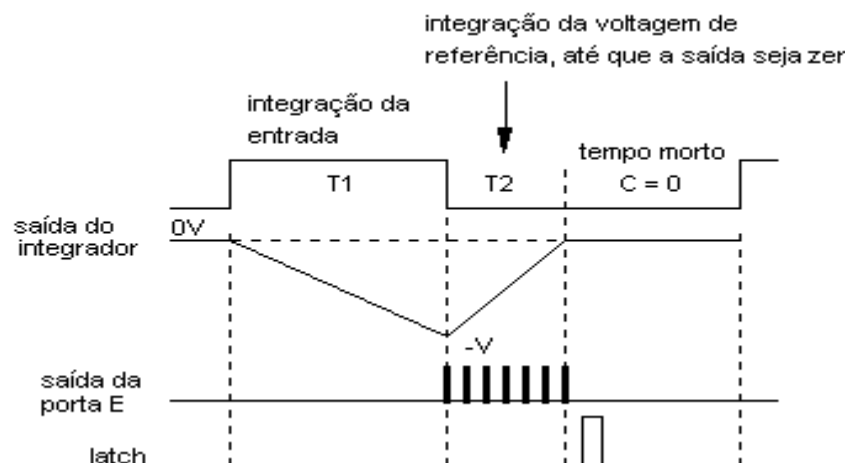 integração da voltagem de
referência, até que a saída seja zer
integração da
entrada
tempo morto
T1
T2
C = 0
saída do
integrador
0V
-V
saída da
porta E
latch